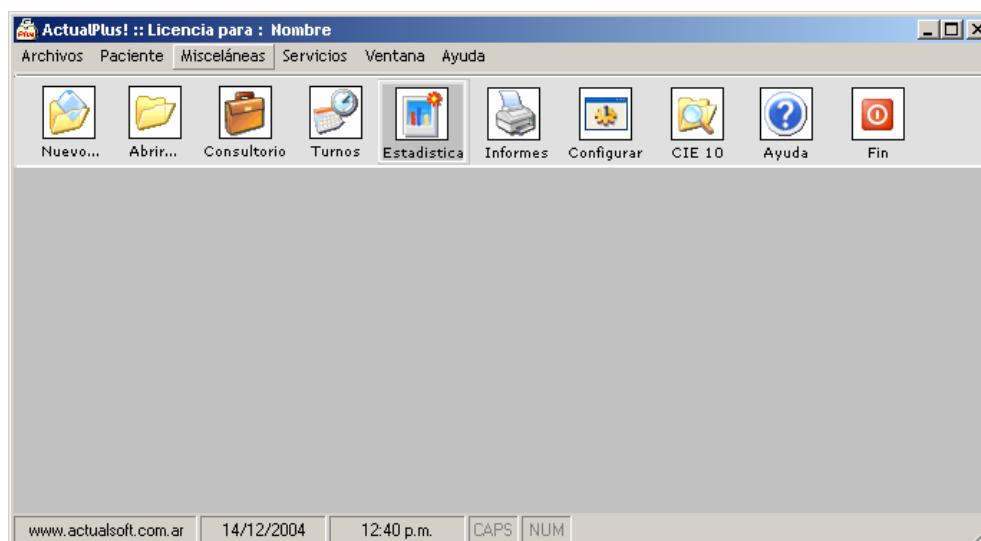 ActualPlus! :: Licencia para : Nombre
Archivos Paciente Misceláneas Servicios Ventana Ayuda
Nuevo... Abrir... Consultorio Turnos Estadistica Informes Configurar CIE 10 Ayuda Fin
www.actualsoft.com.ar 14/12/2004 12:40 p.m. CAPS NUM